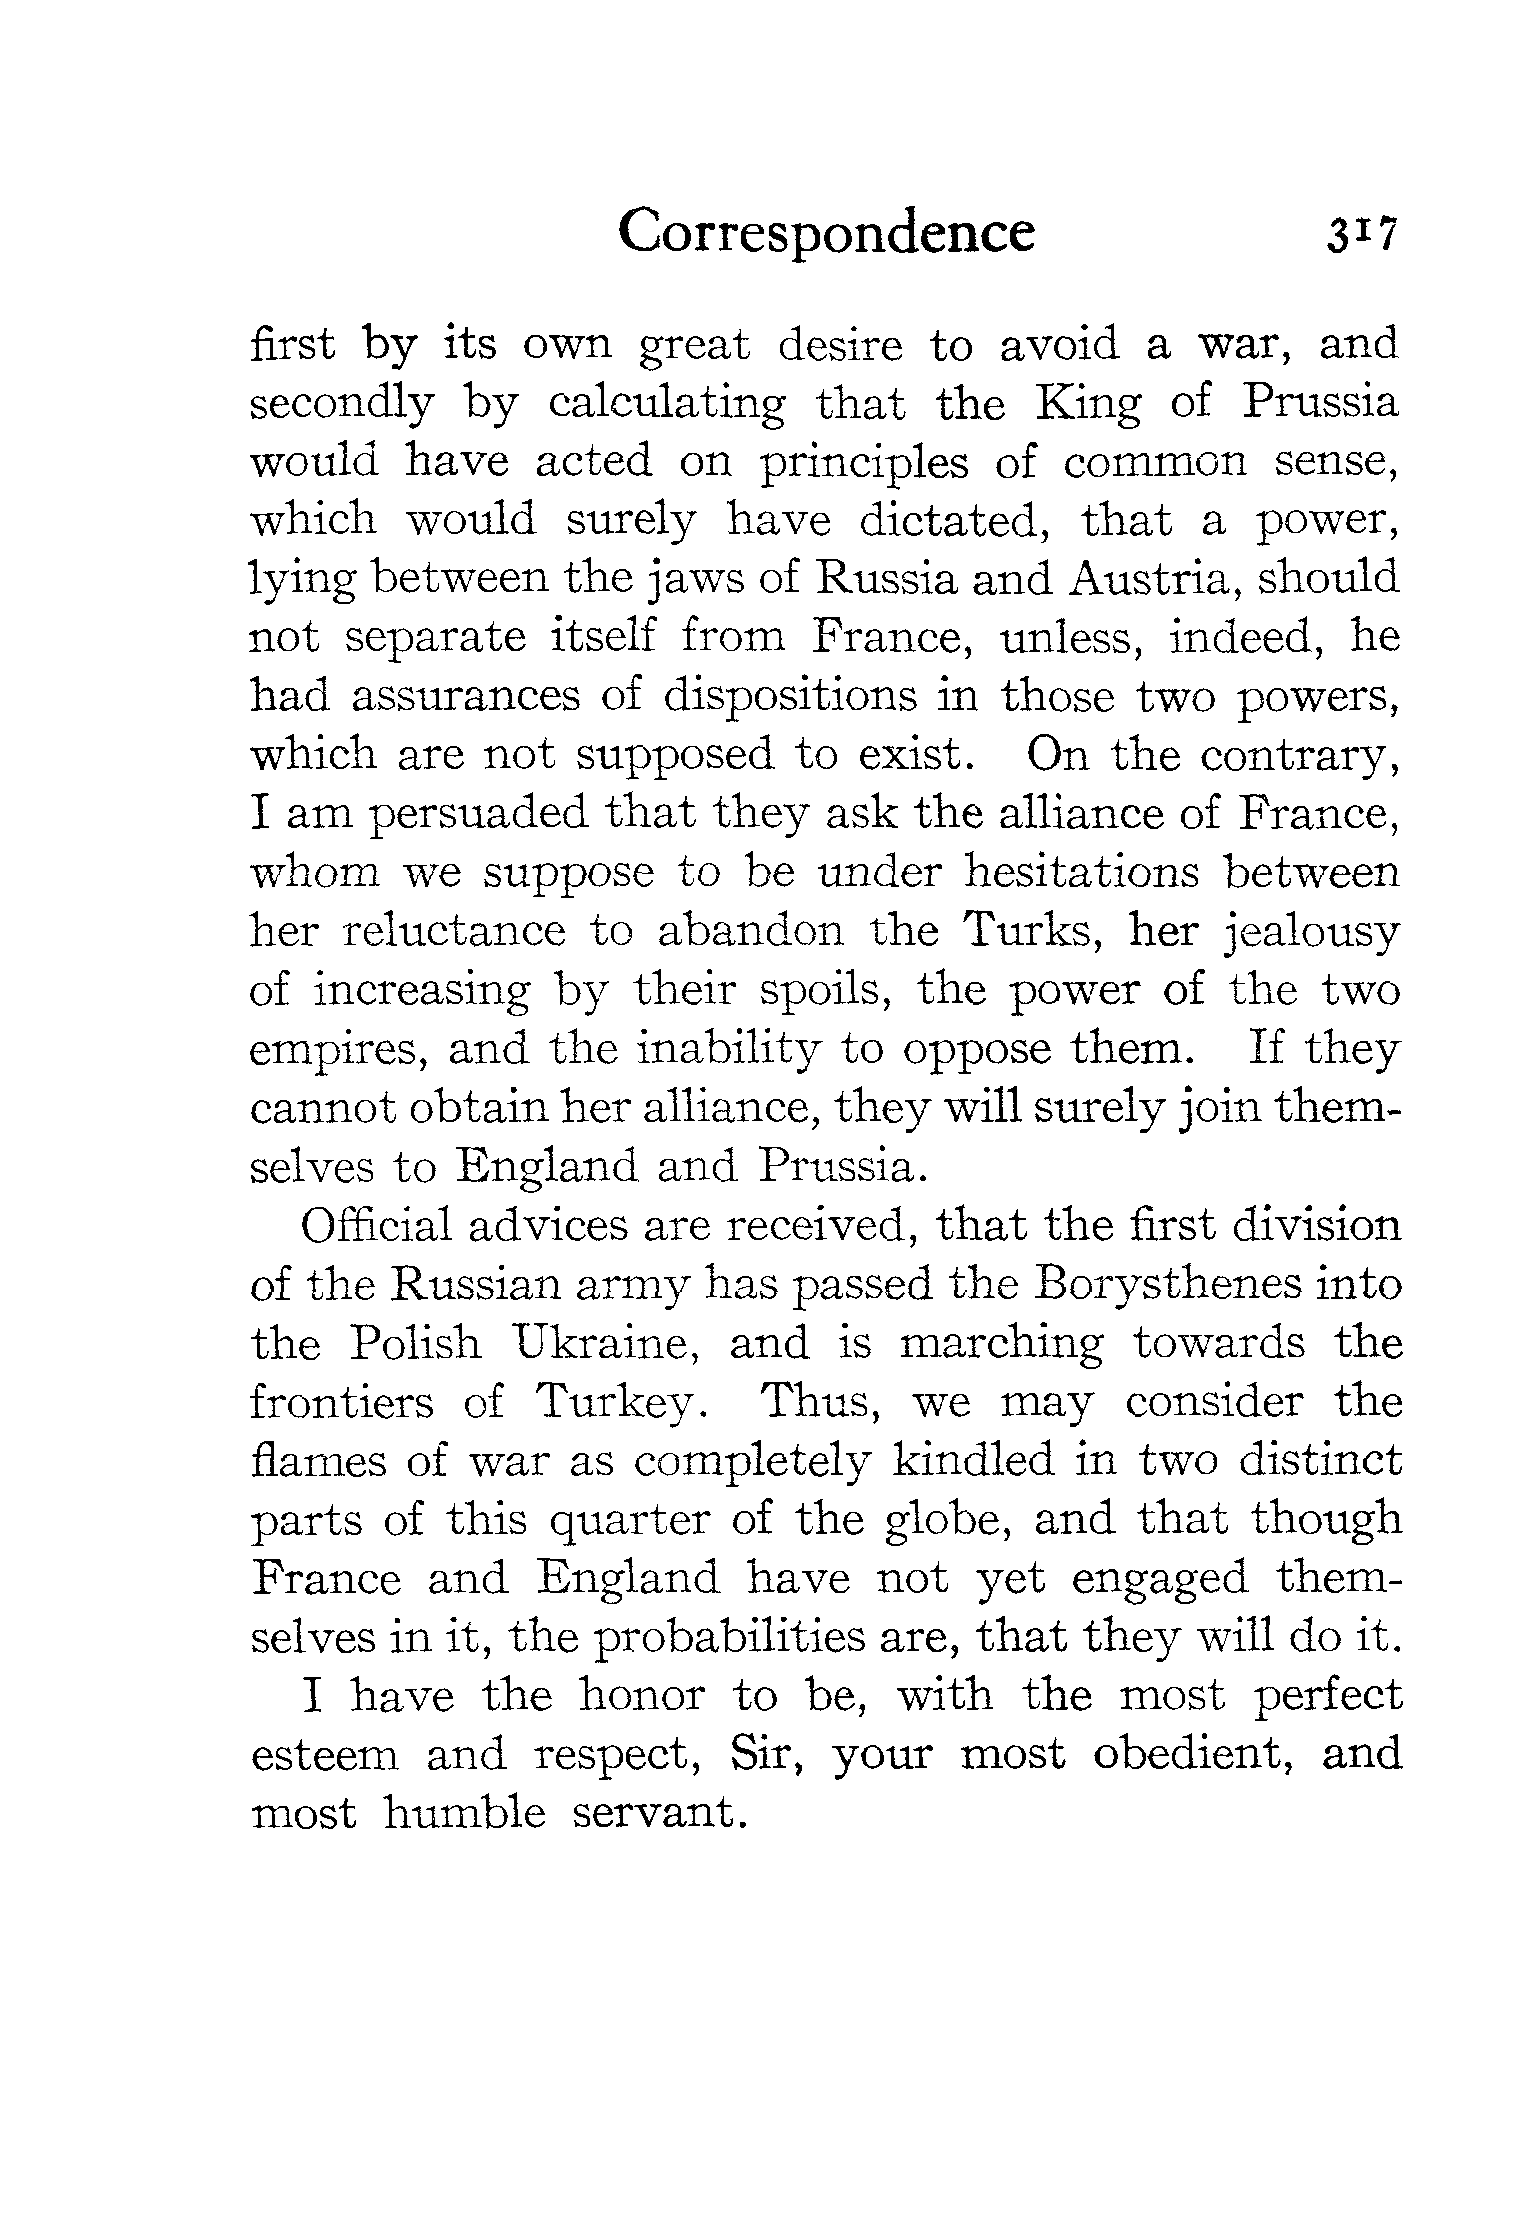 Correspondence 317
first by its own great desire to avoid a war, and
secondly by calculating that the King of Prussia
would have acted on principles of common sense,
which would surely have dictated, that a power,
lying between the jaws of Russia and Austria, should
not separate itself from France, unless, indeed, he
had assurances of dispositions in those two powers,
which are not supposed to exist. On the contrary,
I am persuaded that they ask the alliance of France,
whom we suppose to be under hesitations between
her reluctance to abandon the Turks, her jealousy
of increasing by their spoils, the power of the two
empires, and the inability to oppose them. If they
cannot obtain her alliance, they will surely join them-
selves to England and Prussia.
Official advices are received, that the first division
of the Russian army has passed the Borysthenes into
the Polish Ukraine, and is marching towards the
frontiers of Turkey. Thus, we may consider the
flames of war as completely kindled in two distinct
parts of this quarter of the globe, and that though
France and England have not yet engaged them-
selves in it, the probabilities are, that they will do it.
I have the honor to be, with the most perfect
esteem and respect, Sir, your most obedient, and
most humble servant.